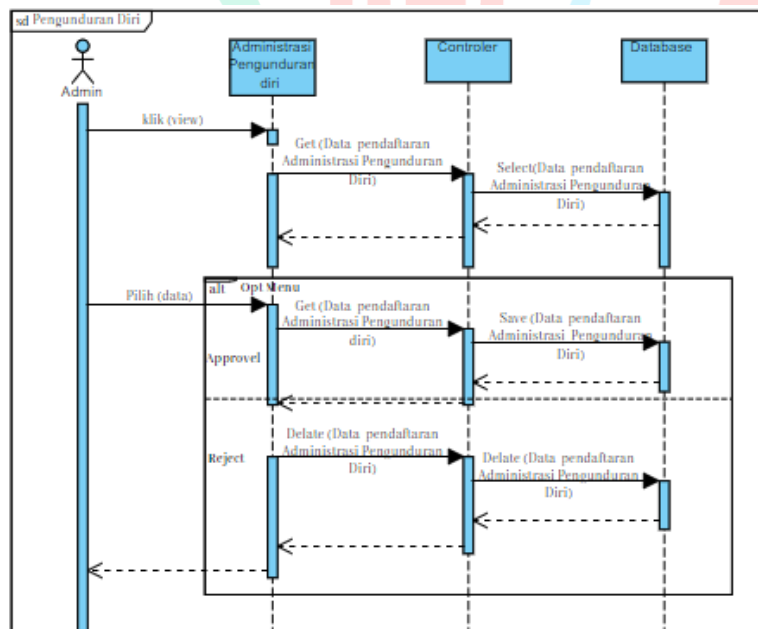 sd Pengunduran Diri
Admin
Administrasi
Pengunduran
diri
Controler
Database
klik (view)
Get (Data pendaftaran
Administrasi Pengunduran
Diri)
Select(Data pendaftaran
Administrasi Pengunduran
Diri)
alt Opt Menu
Pilih (data)
Get (Data pendaftaran
Administrasi Pengunduran
diri)
Save (Data pendaftaran
Administrasi Pengunduran
Diri)
Approvel
Reject
Delate (Data pendaftaran
Administrasi Pengunduran
Diri)
Delate (Data pendaftaran
Administrasi Pengunduran
Diri)